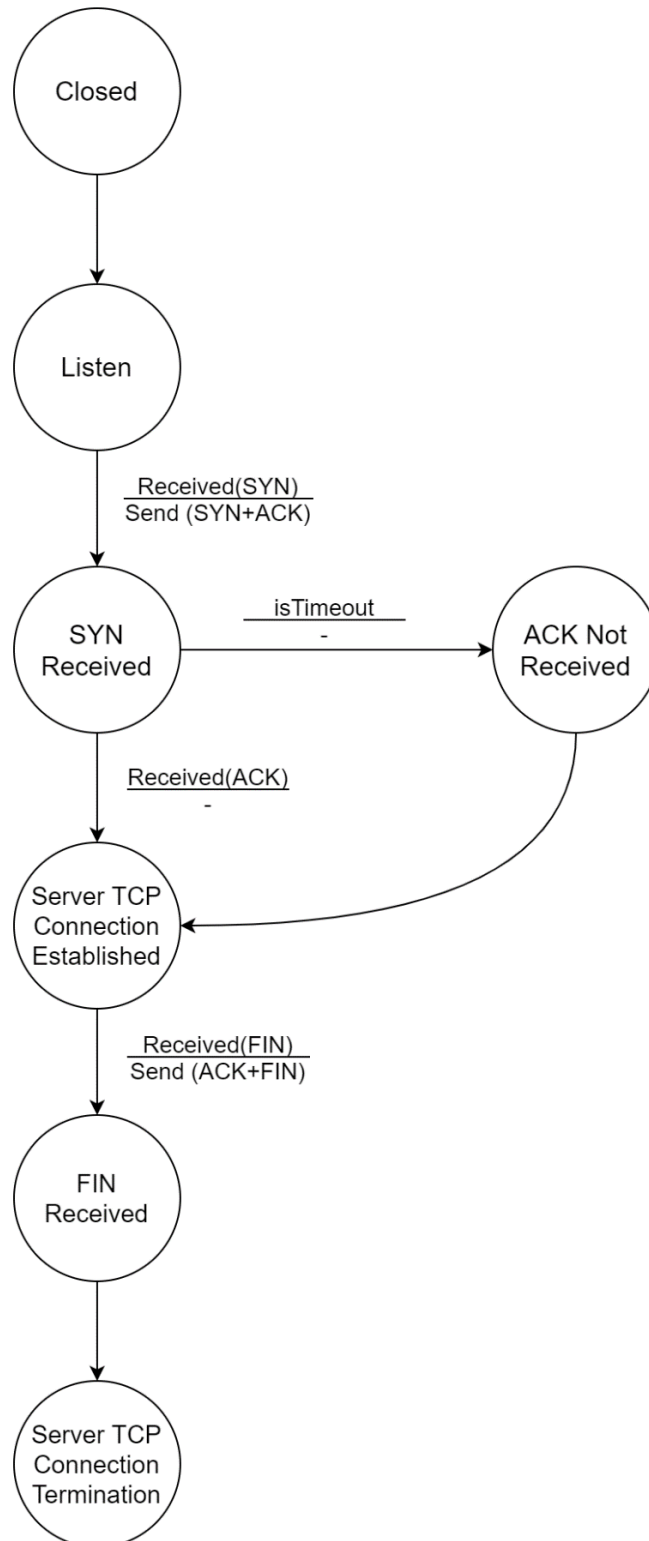 Closed
Listen
Received(SYN)
Send (SYN+ACK)
SYN
Received
isTimeout
-
ACK Not
Received
Received(ACK)
-
Server TCP
Connection
Established
Received(FIN)
Send (ACK+FIN)
FIN
Received
Server TCP
Connection
Termination